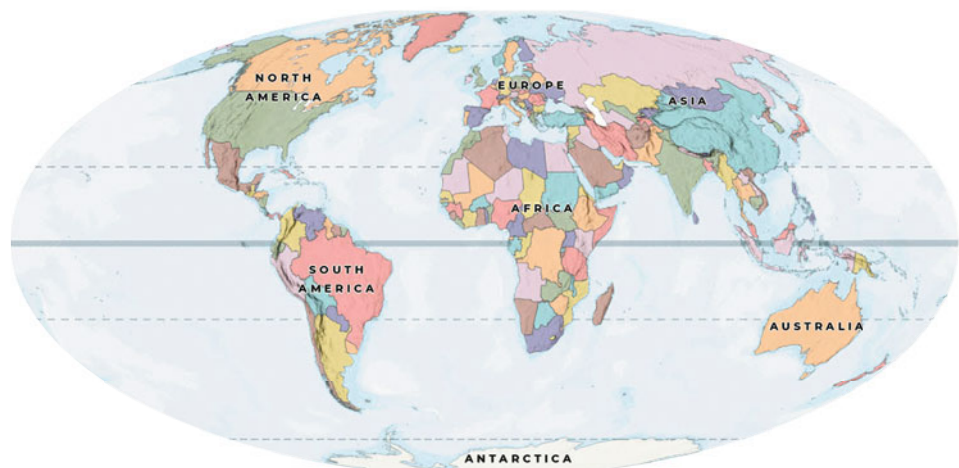 NORTH
AMERICA
EUROPE
ASIA
AFRICA
SOUTH
AMERICA
AUSTRALIA
ANTARCTICA